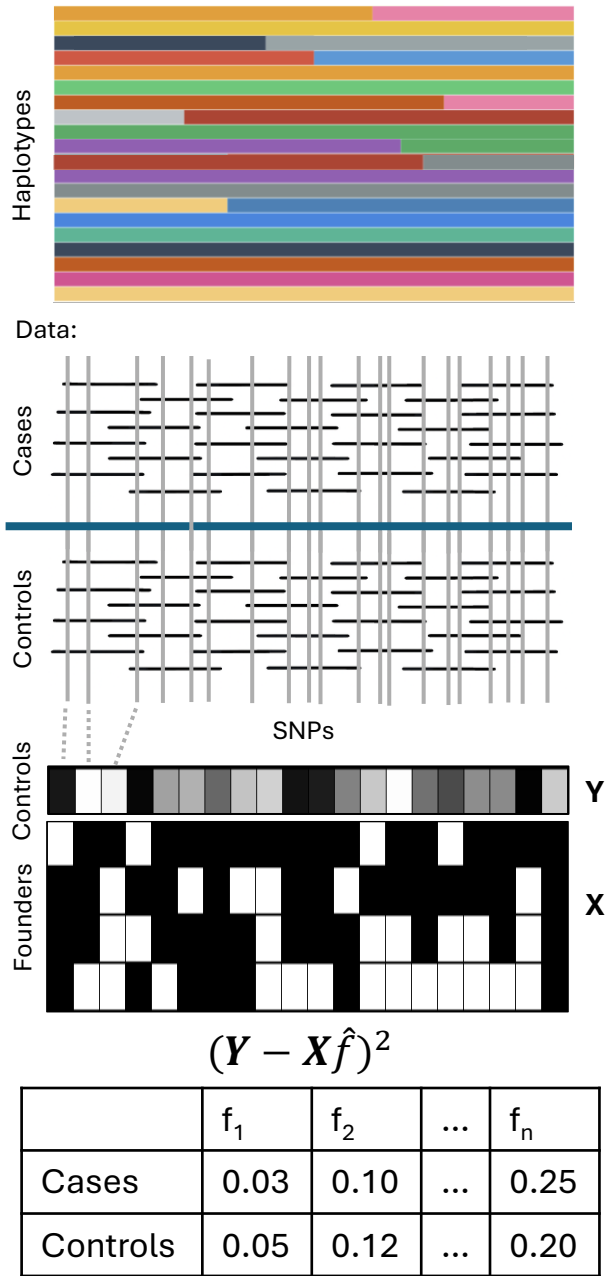 Haplotypes
Data:
Cases
Controls
SNPs
Controls
Y
Founders
X
(Y − Xf̂)²
f₁ f₂ ... fₙ
Cases 0.03 0.10 ... 0.25
Controls 0.05 0.12 ... 0.20